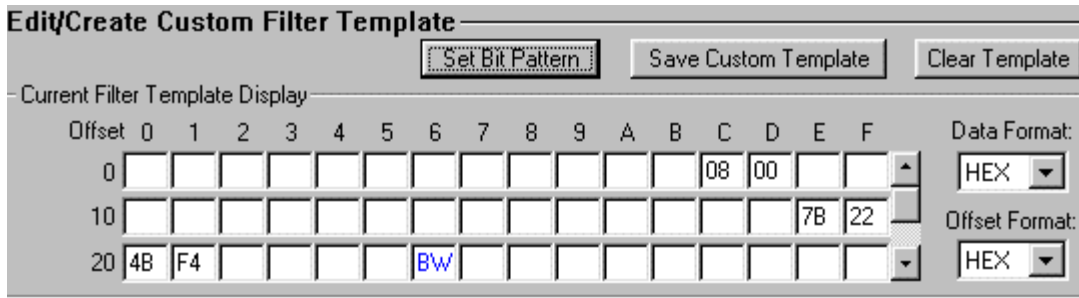 Edit/Create Custom Filter Template
Set Bit Pattern Save Custom Template Clear Template
Current Filter Template Display
Offset 0 1 2 3 4 5 6 7 8 9 A B C D E F Data Format:
0 08 00 HEX
10 7B 22 Offset Format:
20 4B F4 BW HEX